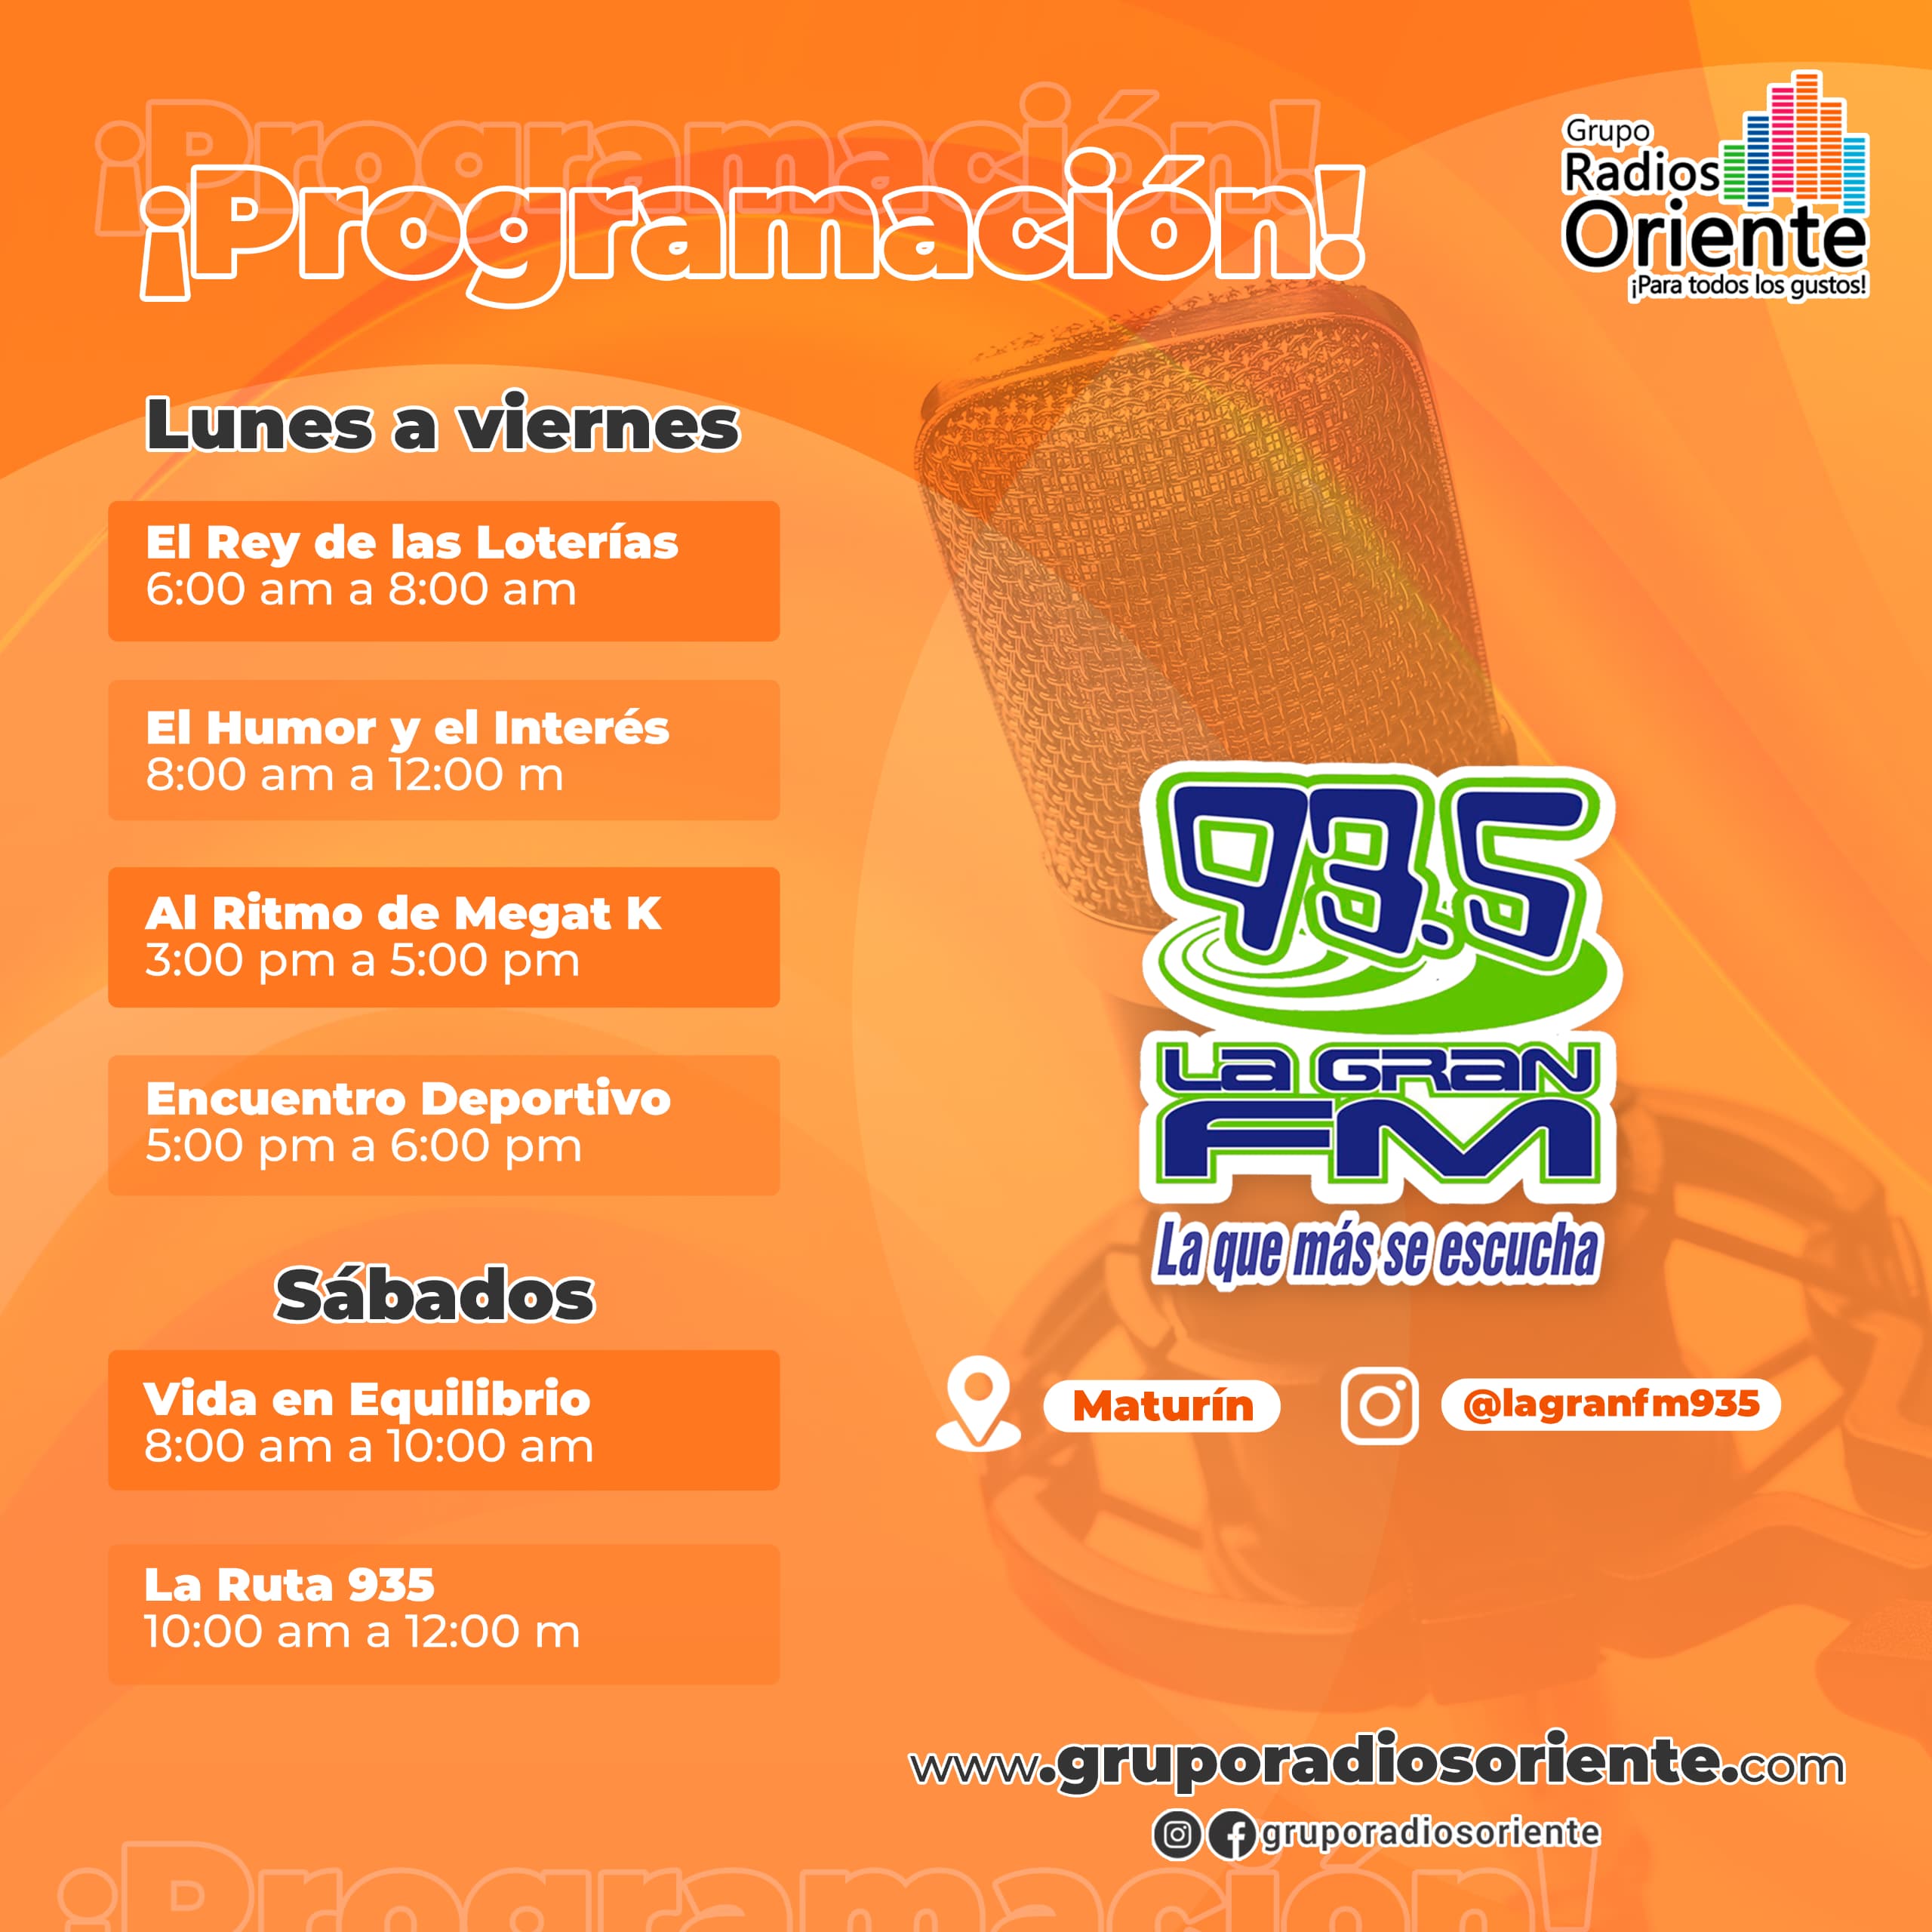 ¡Programación!
¡Programación!
Grupo
Radios
Oriente
¡Para todos los gustos!
Lunes a viernes
El Rey de las Loterías
6:00 am a 8:00 am
El Humor y el Interés
8:00 am a 12:00 m
Al Ritmo de Megat K
3:00 pm a 5:00 pm
Encuentro Deportivo
5:00 pm a 6:00 pm
Sábados
Vida en Equilibrio
8:00 am a 10:00 am
La Ruta 935
10:00 am a 12:00 m
93.5
LA GRAN
FM
La que más se escucha
Maturín
@lagranfm935
www.gruporadiosoriente.com
gruporadiosoriente
¡Programación!